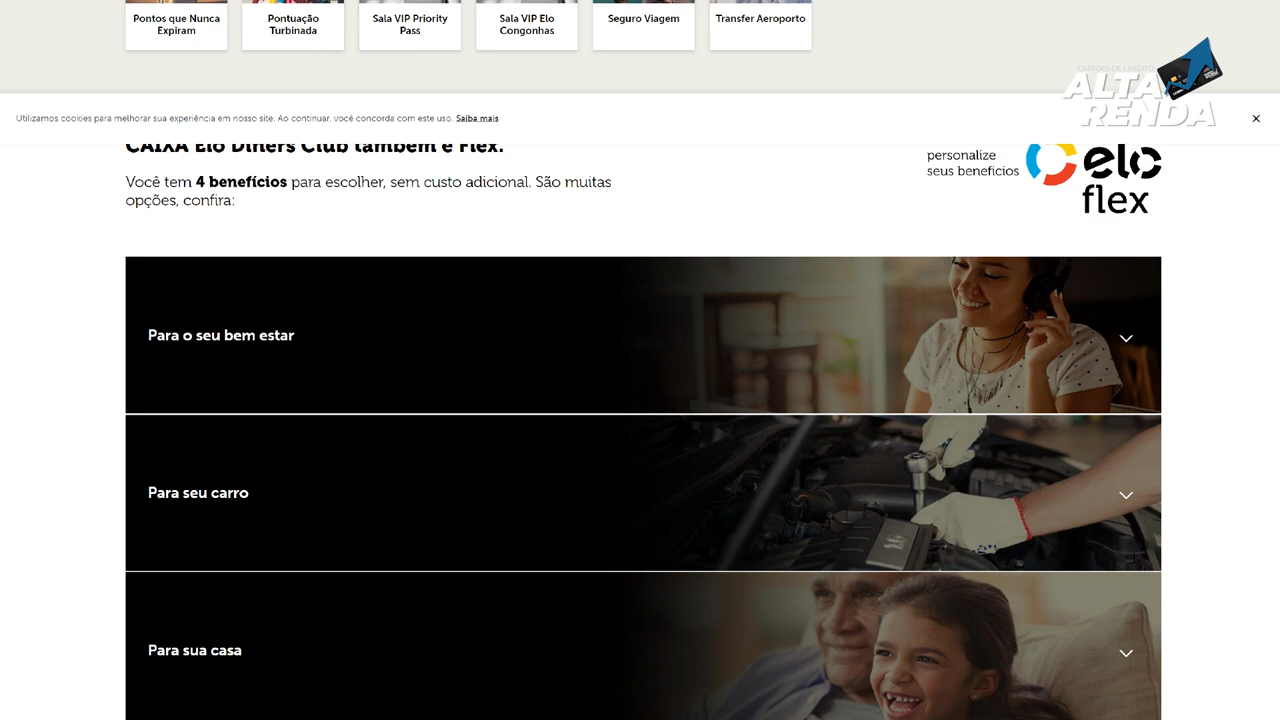 Pontos que Nunca
Expiram
Pontuação
Turbinada
Sala VIP Priority
Pass
Sala VIP Elo
Congonhas
Seguro Viagem
Transfer Aeroporto
CARTÕES DE CRÉDITO
ALTA
RENDA
Utilizamos cookies para melhorar sua experiência em nosso site. Ao continuar, você concorda com este uso. Saiba mais
CAIXA Elo Diners Club também é Flex.
Você tem 4 benefícios para escolher, sem custo adicional. São muitas
opções, confira:
personalize
seus benefícios
elo
flex
Para o seu bem estar
Para seu carro
Para sua casa